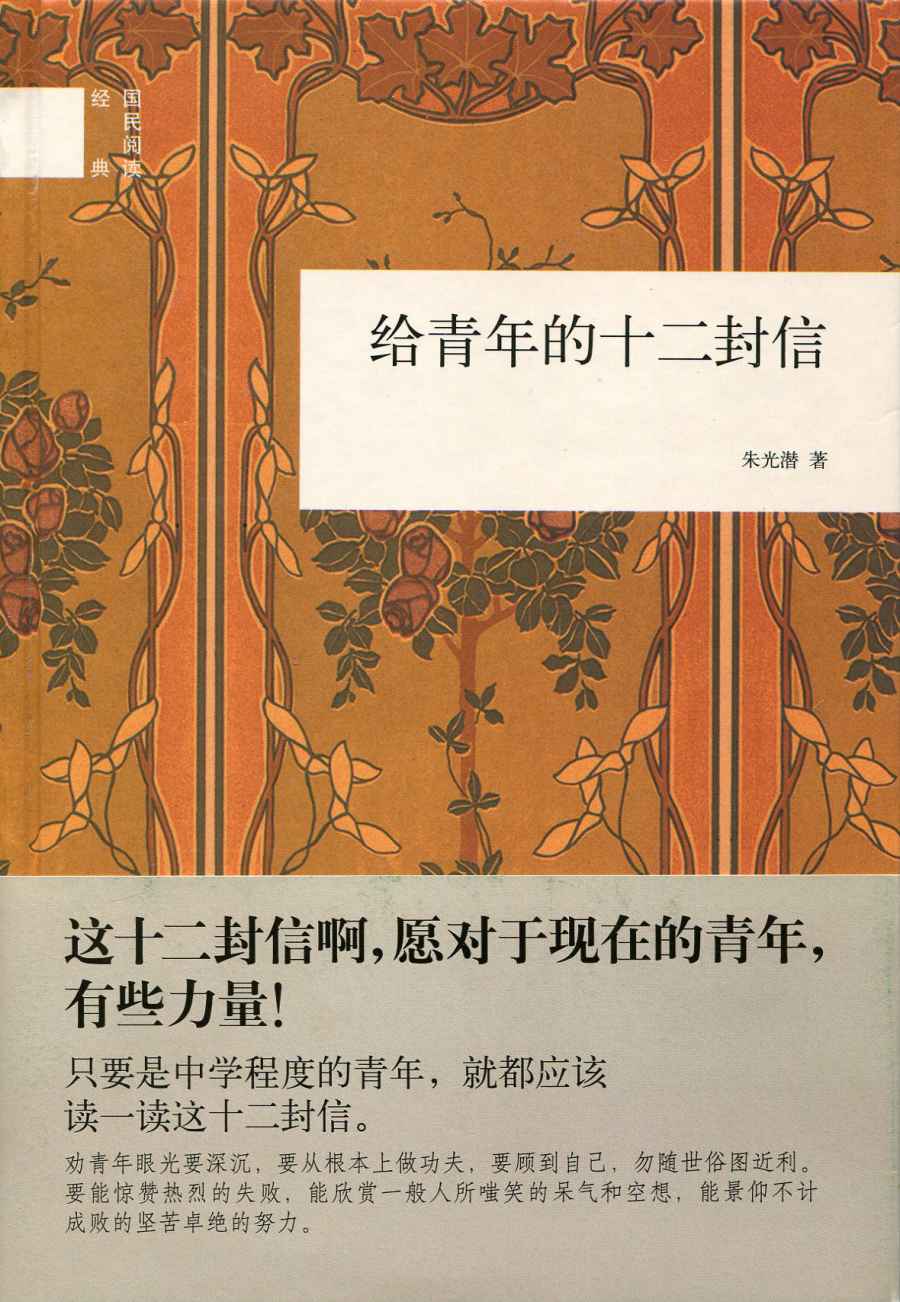 国民阅读
经典
给青年的十二封信
朱光潜 著
这十二封信啊，愿对于现在的青年，
有些力量！
只要是中学程度的青年，就都应该
读一读这十二封信。
劝青年眼光要深沉，要从根本上做功夫，要顾到自己，勿随世俗图近利。
要能惊赞热烈的失败，能欣赏一般人所嗤笑的呆气和空想，能景仰不计
成败的坚苦卓绝的努力。